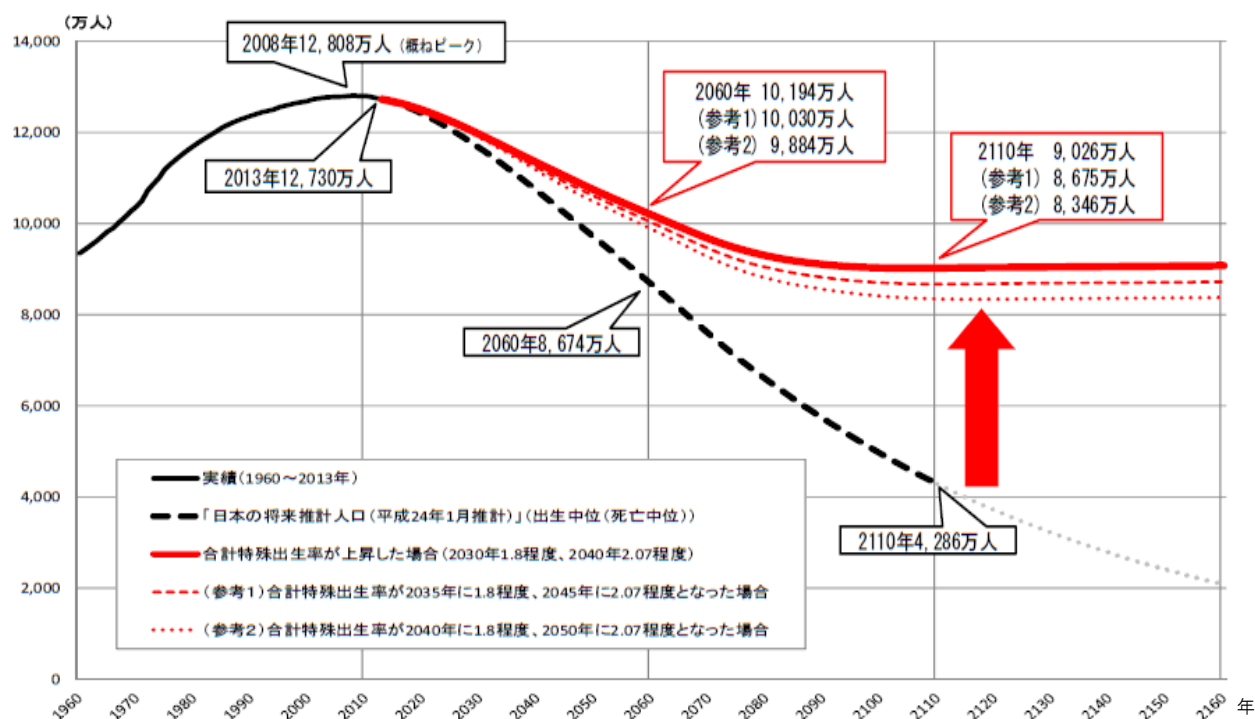 (万人)
14,000
12,000
10,000
8,000
6,000
4,000
2,000
0
2008年12,808万人 (概ねピーク)
2013年12,730万人
2060年 10,194万人
(参考1) 10,030万人
(参考2) 9,884万人
2110年 9,026万人
(参考1) 8,675万人
(参考2) 8,346万人
2060年8,674万人
2110年4,286万人
実績(1960～2013年)
「日本の将来推計人口(平成24年1月推計)」(出生中位(死亡中位))
合計特殊出生率が上昇した場合(2030年1.8程度、2040年2.07程度)
(参考1)合計特殊出生率が2035年に1.8程度、2045年に2.07程度となった場合
(参考2)合計特殊出生率が2040年に1.8程度、2050年に2.07程度となった場合
1960 1970 1980 1990 2000 2010 2020 2030 2040 2050 2060 2070 2080 2090 2100 2110 2120 2130 2140 2150 2160 年